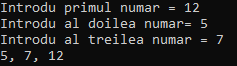 Introdu primul numar = 12
Introdu al doilea numar= 5
Introdu al treilea numar = 7
5, 7, 12